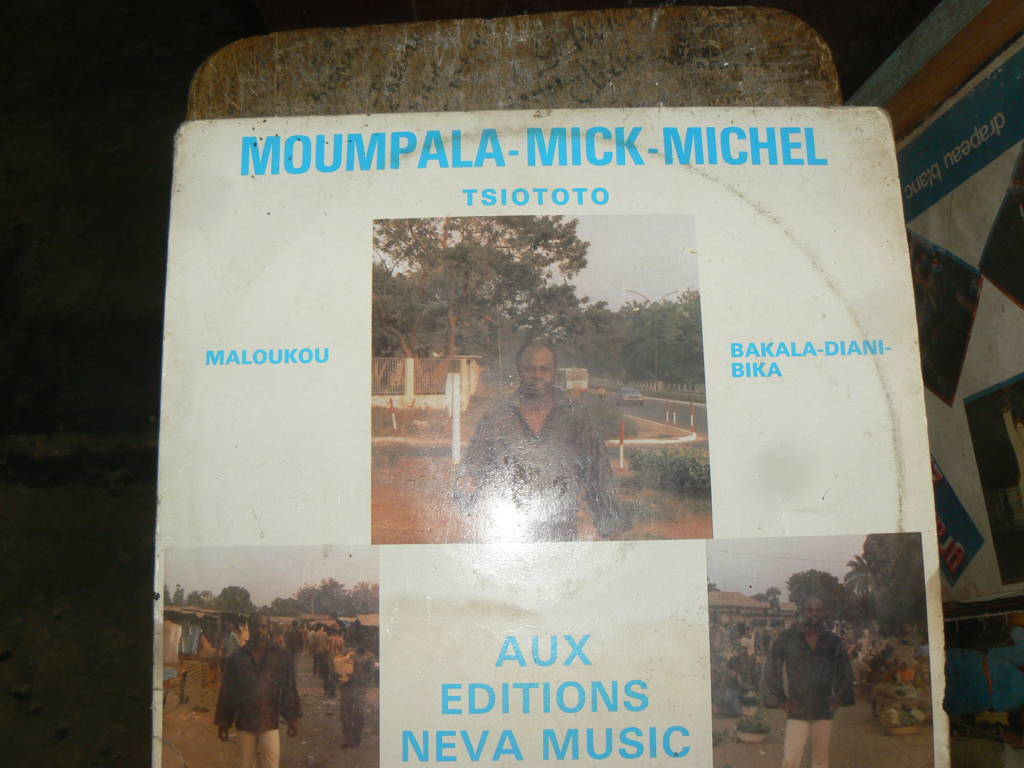 MOUMPALA-MICK-MICHEL
TSIOTOTO
MALOUKOU
BAKALA-DIANI-
BIKA
AUX
EDITIONS
NEVA MUSIC
drapeau blanc